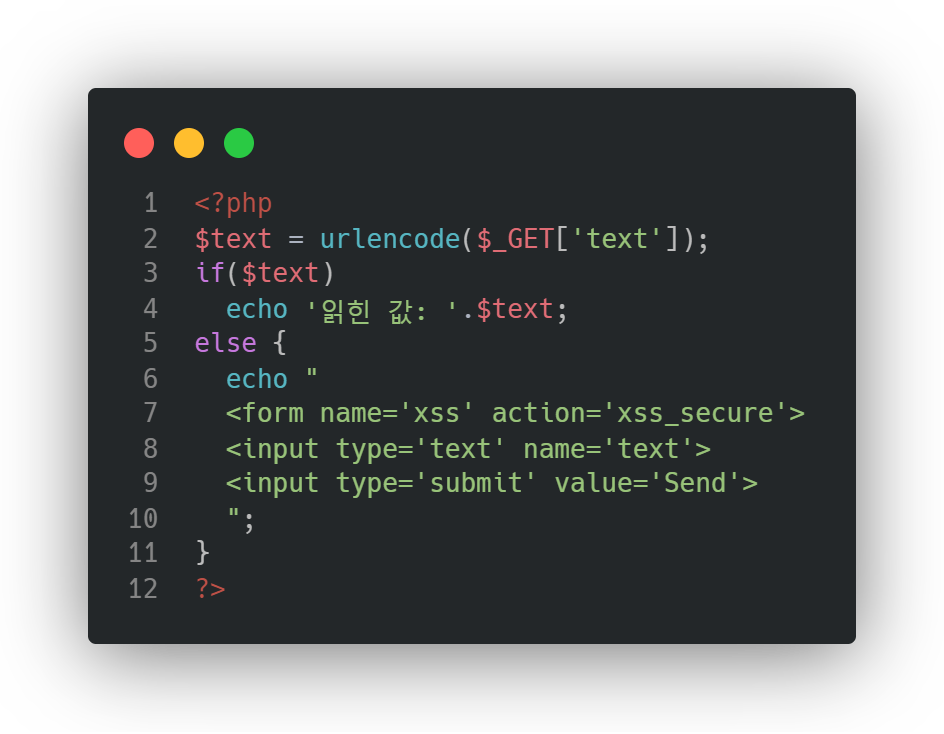 1 <?php
2 $text = urlencode($_GET['text']);
3 if($text)
4   echo '읽힌 값: '.$text;
5 else {
6   echo "
7   <form name='xss' action='xss_secure'>
8   <input type='text' name='text'>
9   <input type='submit' value='Send'>
10   ";
11 }
12 ?>